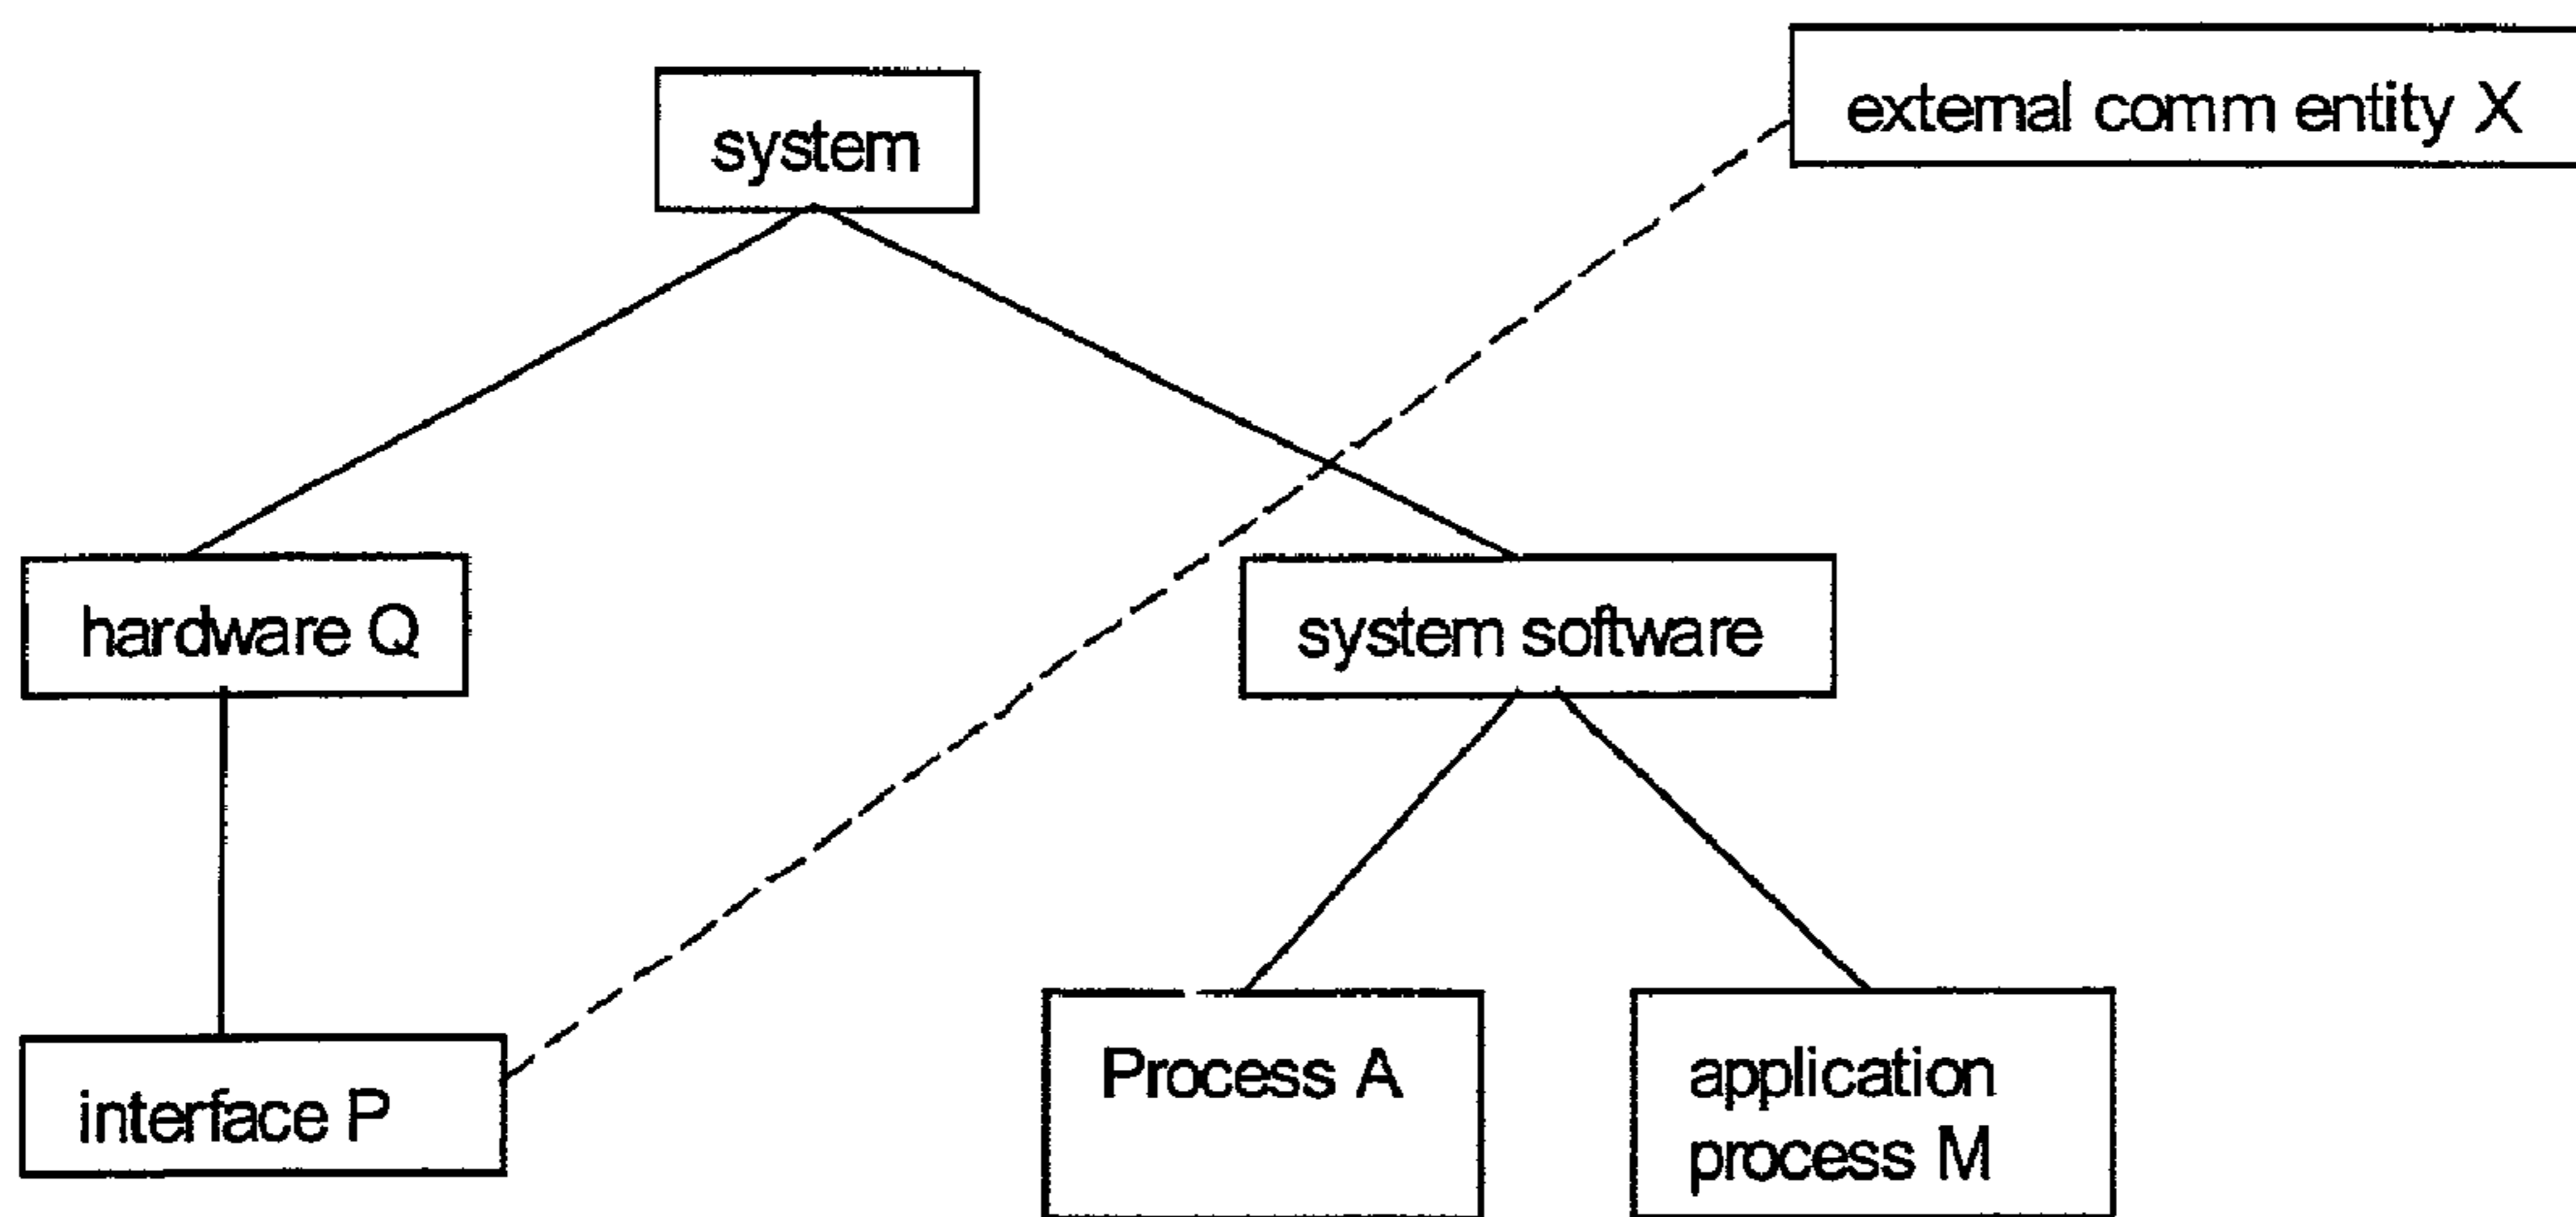 system
external comm entity X
hardware Q
system software
interface P
Process A
application
process M